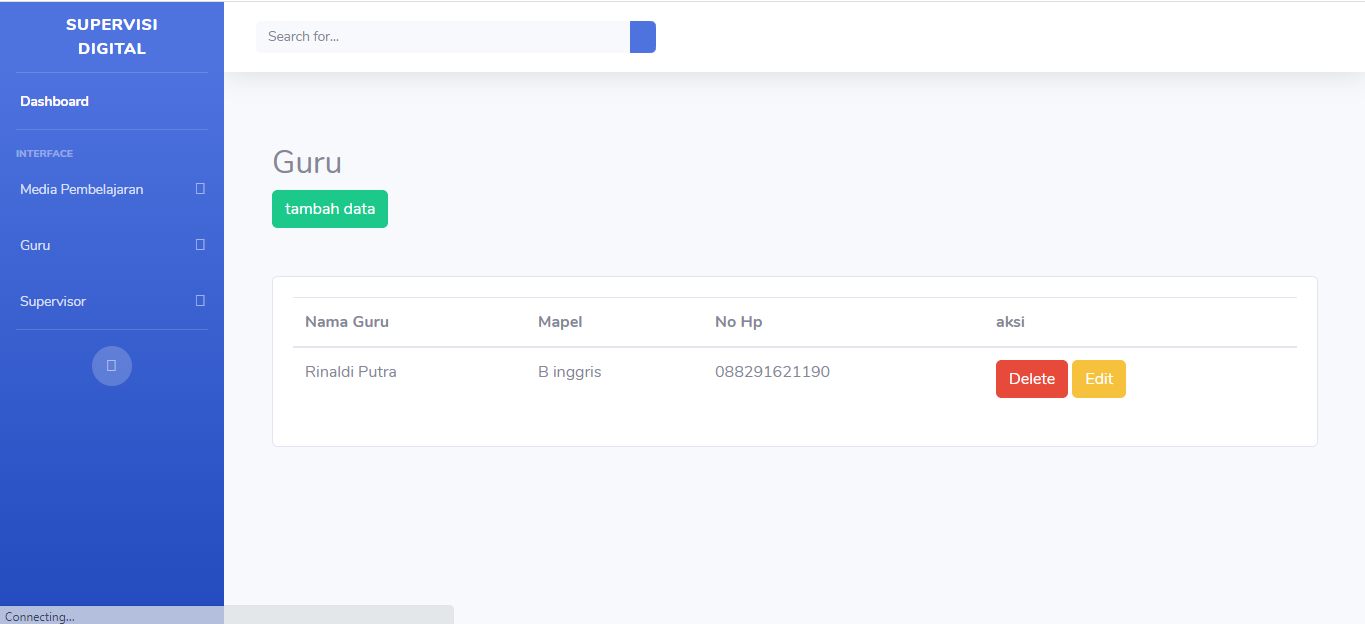 SUPERVISI
DIGITAL
Search for...
Dashboard
INTERFACE
Media Pembelajaran
Guru
Supervisor
Guru
tambah data
Nama Guru Mapel No Hp aksi
Rinaldi Putra B inggris 088291621190 Delete Edit
Connecting...